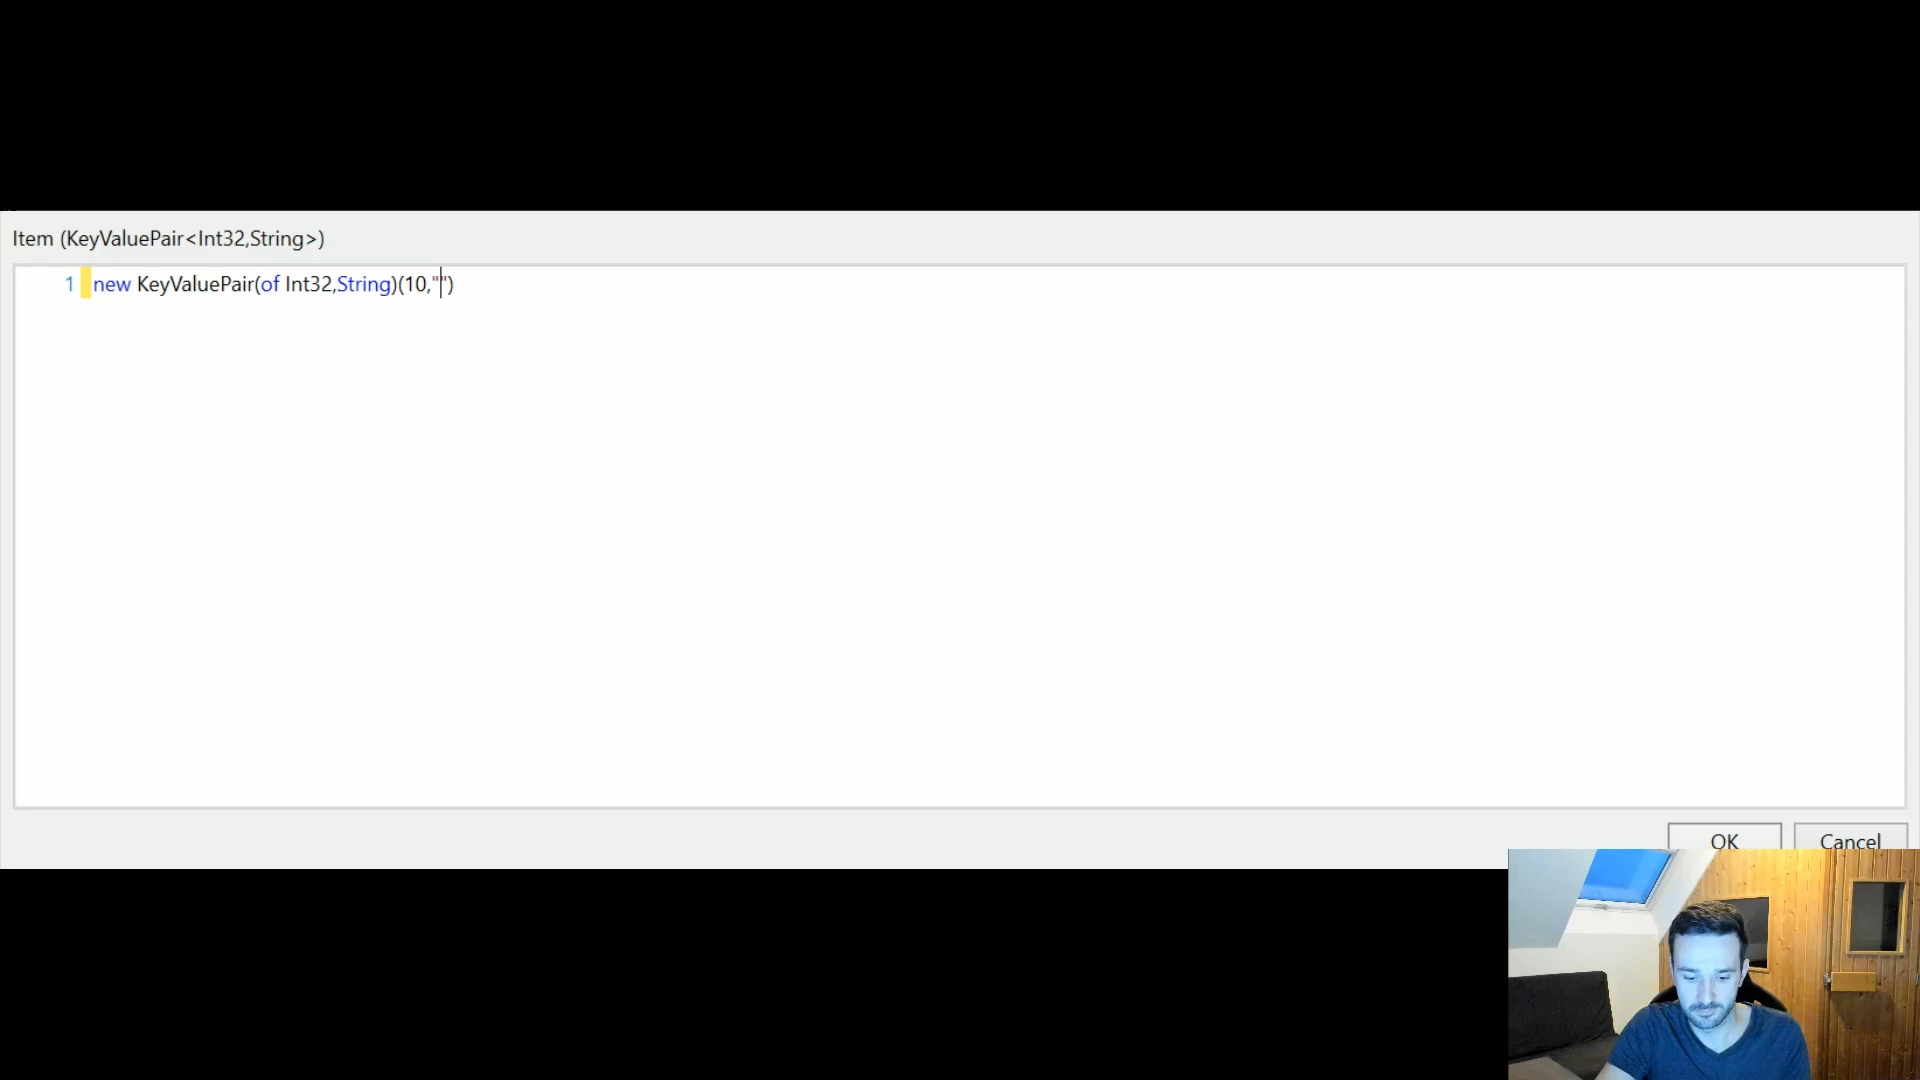 Item (KeyValuePair<Int32,String>)
1 new KeyValuePair(of Int32,String)(10,"")
OK Cancel